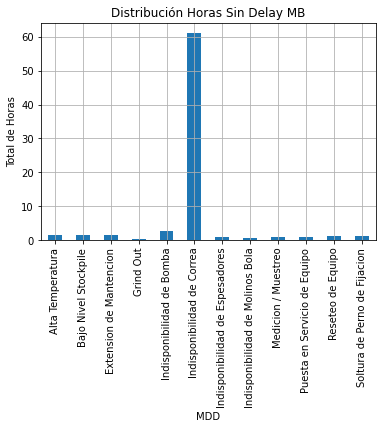 Distribución Horas Sin Delay MB
Total de Horas
60
50
40
30
20
10
0
Alta Temperatura
Bajo Nivel Stockpile
Extension de Mantencion
Grind Out
Indisponibilidad de Bomba
Indisponibilidad de Correa
Indisponibilidad de Espesadores
Indisponibilidad de Molinos Bola
Medicion / Muestreo
Puesta en Servicio de Equipo
Reseteo de Equipo
Soltura de Perno de Fijacion
MDD